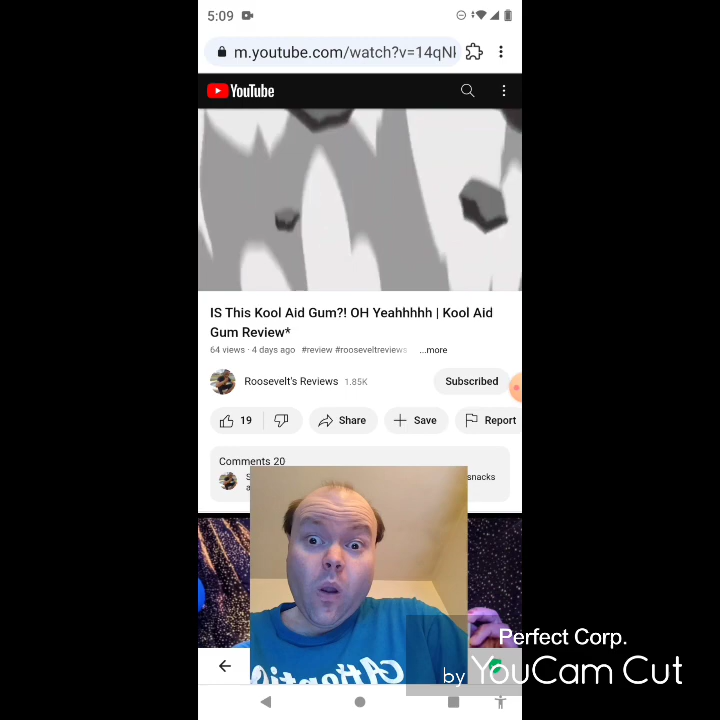 5:09
m.youtube.com/watch?v=14qN
YouTube
IS This Kool Aid Gum?! OH Yeahhhhh | Kool Aid
Gum Review*
64 views · 4 days ago #review #rooseveltreviews ...more
Roosevelt's Reviews 1.85K Subscribed
19 Share Save Report
Comments 20
snacks
Perfect Corp.
by YouCam Cut